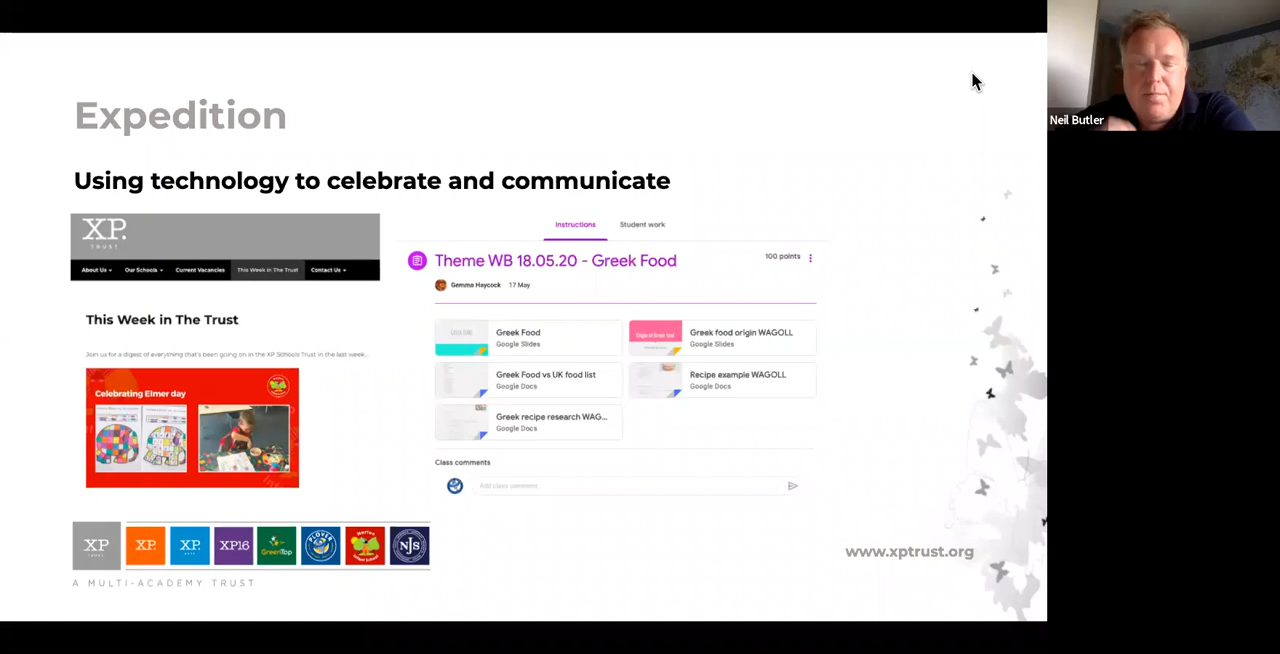 Expedition
Using technology to celebrate and communicate
XP.
TRUST
About Us
Our Schools
Current Vacancies
This Week in The Trust
Contact Us
This Week in The Trust
Join us for a digest of everything that's been going on in the XP Schools Trust in the last week...
Celebrating Elmer day
Instructions
Student work
Theme WB 18.05.20 - Greek Food
100 points
Gemma Haycock
17 May
Greek Food
Google Slides
Greek food origin WAGOLL
Google Slides
Greek Food vs UK food list
Google Docs
Recipe example WAGOLL
Google Docs
Greek recipe research WAG...
Google Docs
Class comments
Add class comment
XP
XP.
XP.
XP16
GreenTop
PLOVER
Norton
NJS
A MULTI-ACADEMY TRUST
www.xptrust.org
Neil Butler